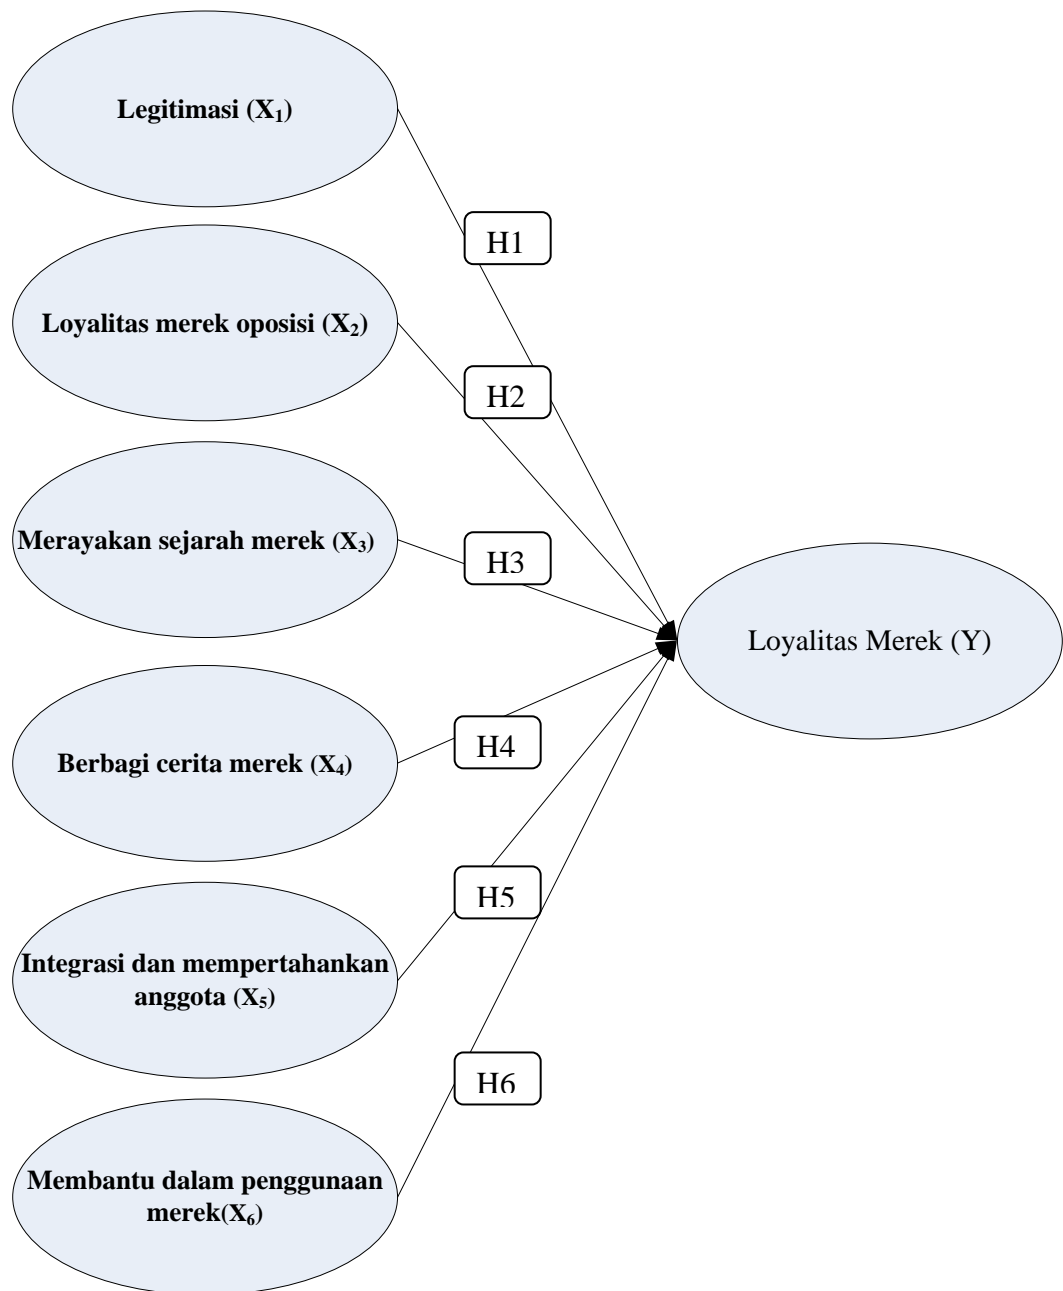 Legitimasi (X₁)
H1
Loyalitas merek oposisi (X₂)
H2
Merayakan sejarah merek (X₃)
H3
Loyalitas Merek (Y)
Berbagi cerita merek (X₄)
H4
H5
Integrasi dan mempertahankan
anggota (X₅)
H6
Membantu dalam penggunaan
merek(X₆)